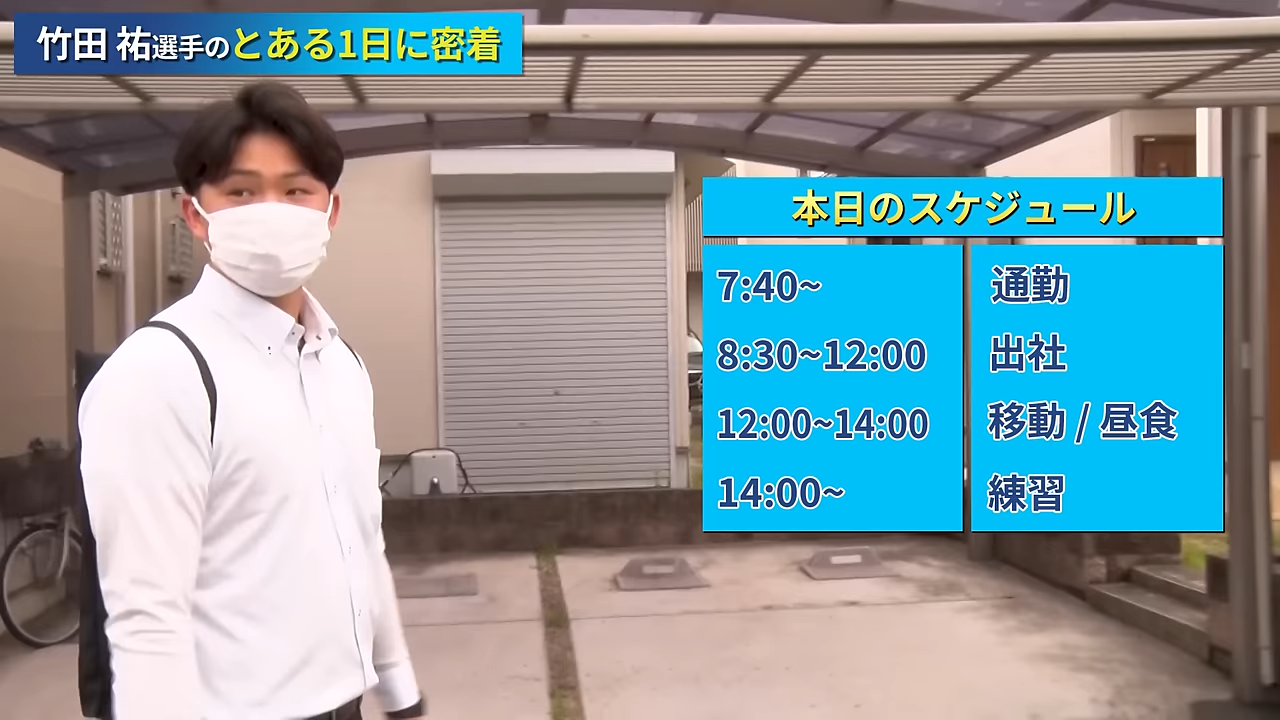 竹田 祐選手のとある1日に密着
本日のスケジュール
7:40~ 通勤
8:30~12:00 出社
12:00~14:00 移動 / 昼食
14:00~ 練習